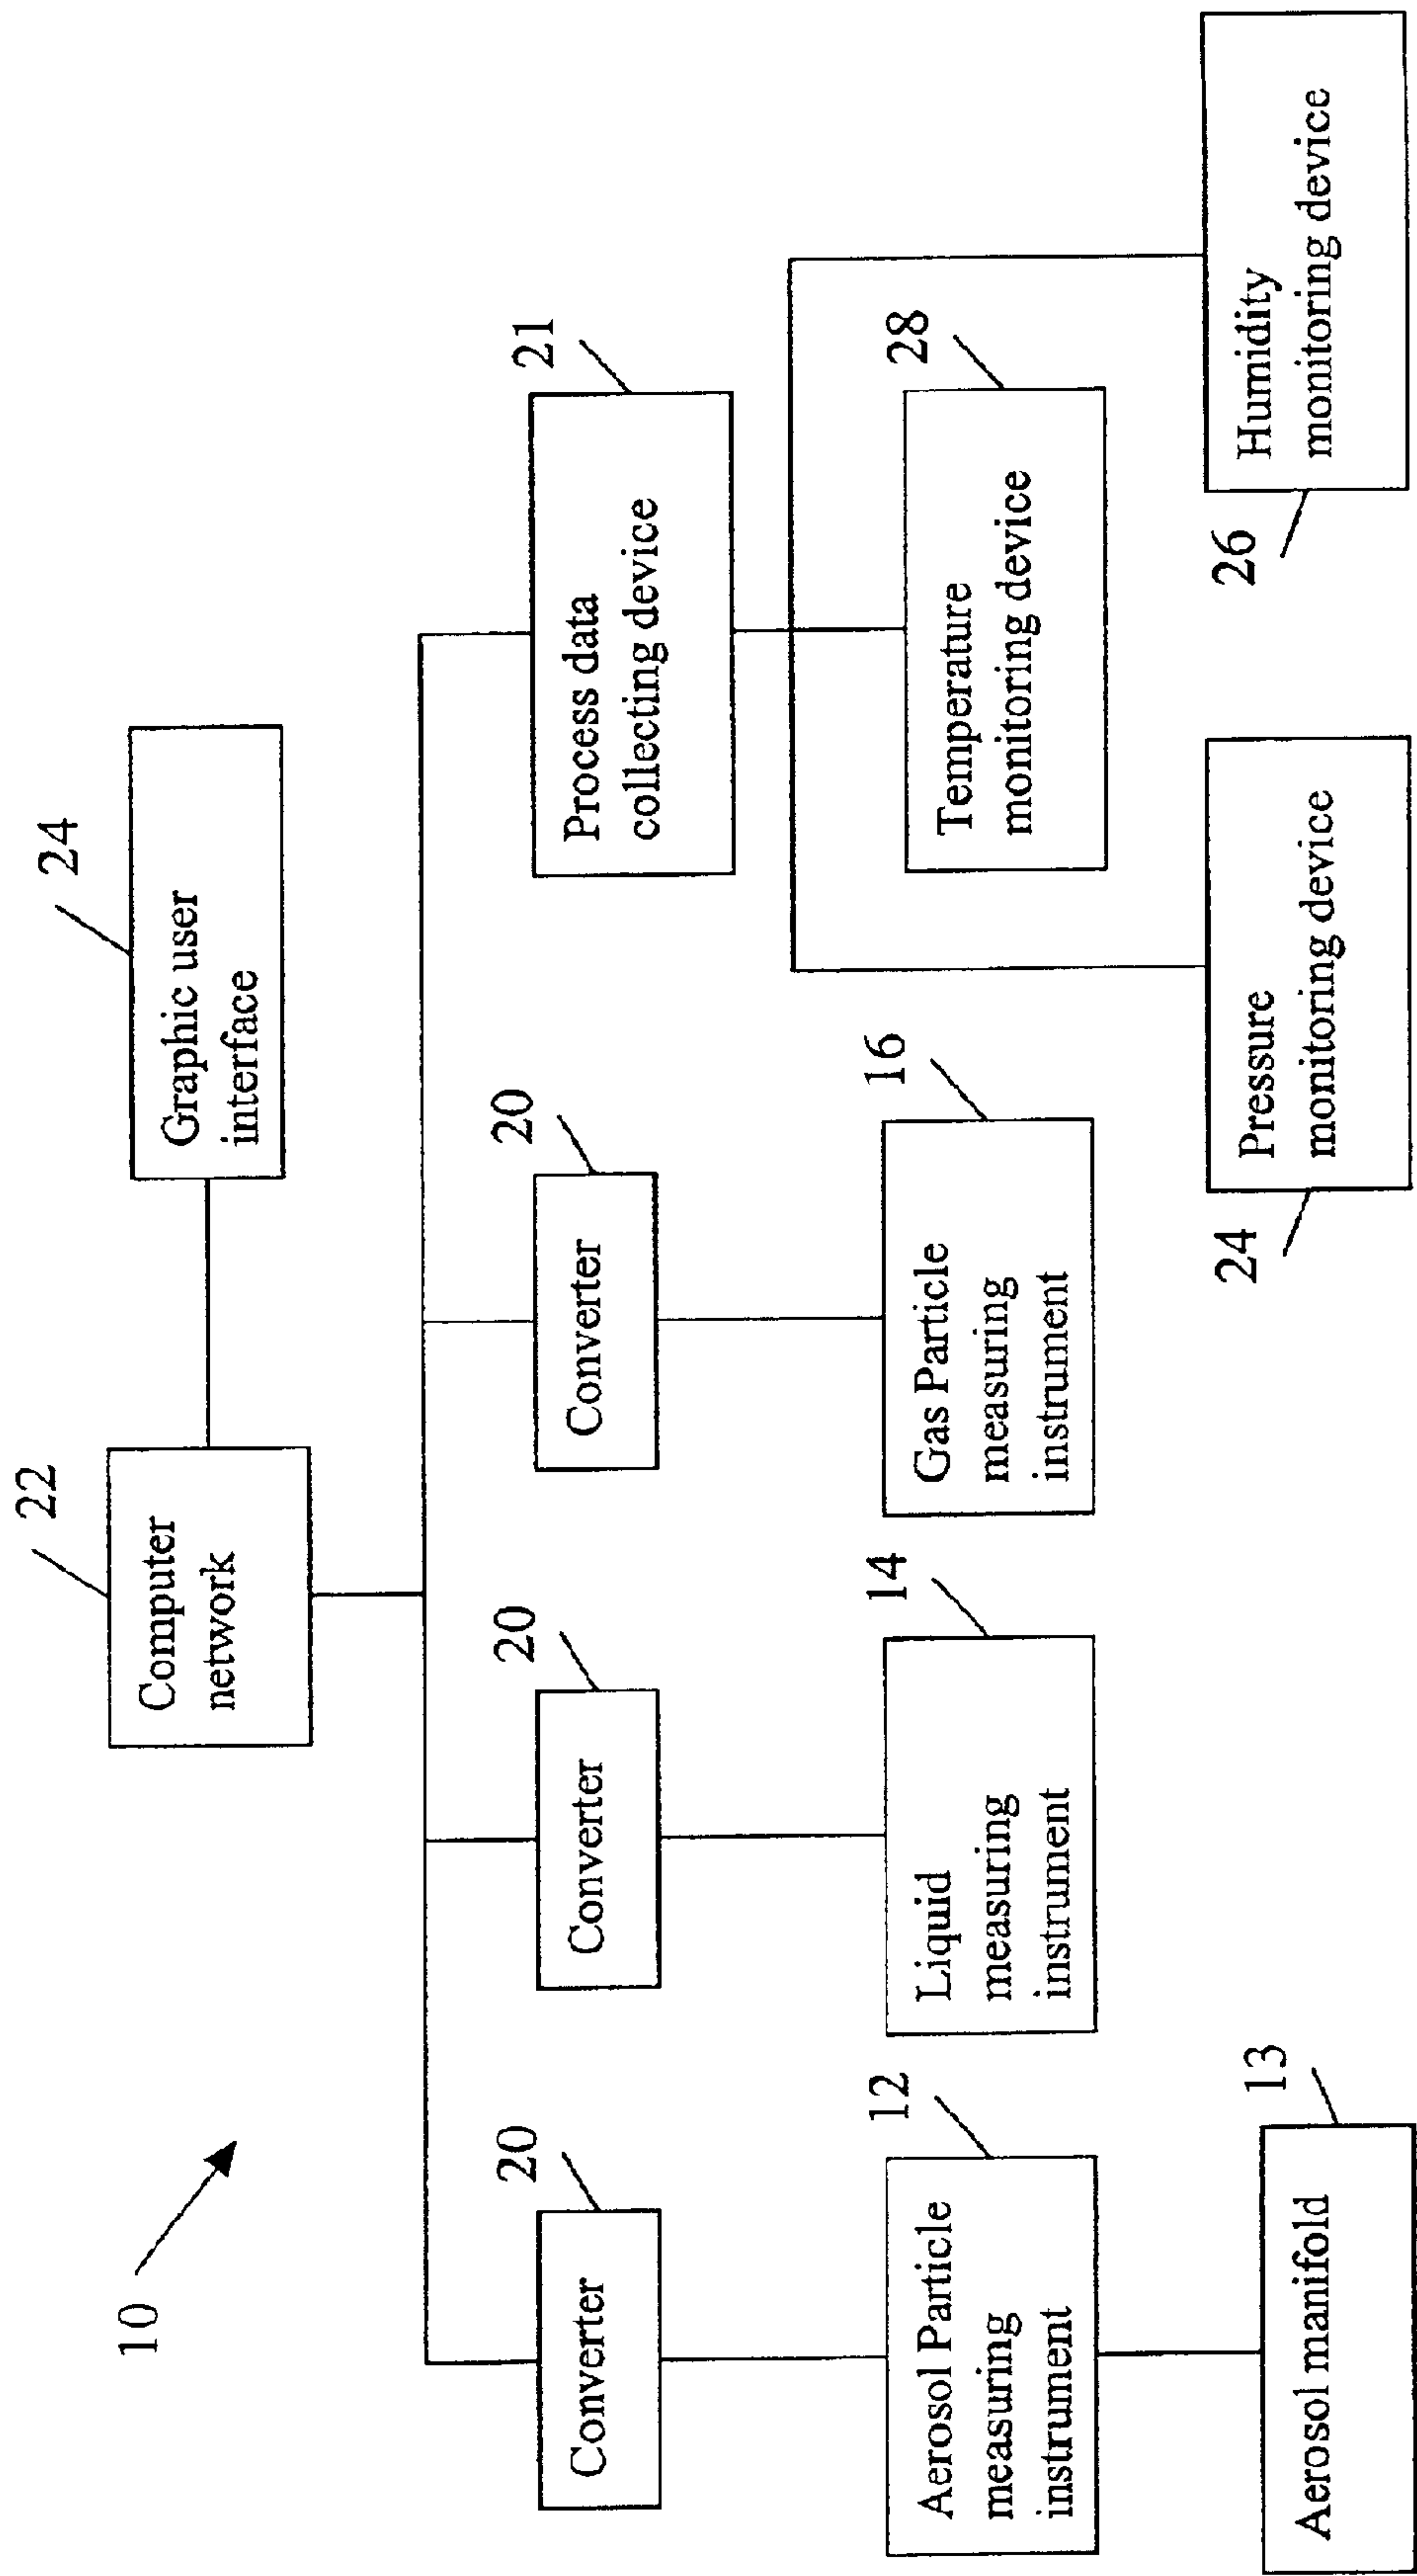 10
22
Computer
network
24
Graphic user
interface
20
Converter
20
Converter
20
Converter
21
Process data
collecting device
12
Aerosol Particle
measuring
instrument
14
Liquid
measuring
instrument
16
Gas Particle
measuring
instrument
28
Temperature
monitoring device
13
Aerosol manifold
24
Pressure
monitoring device
26
Humidity
monitoring device